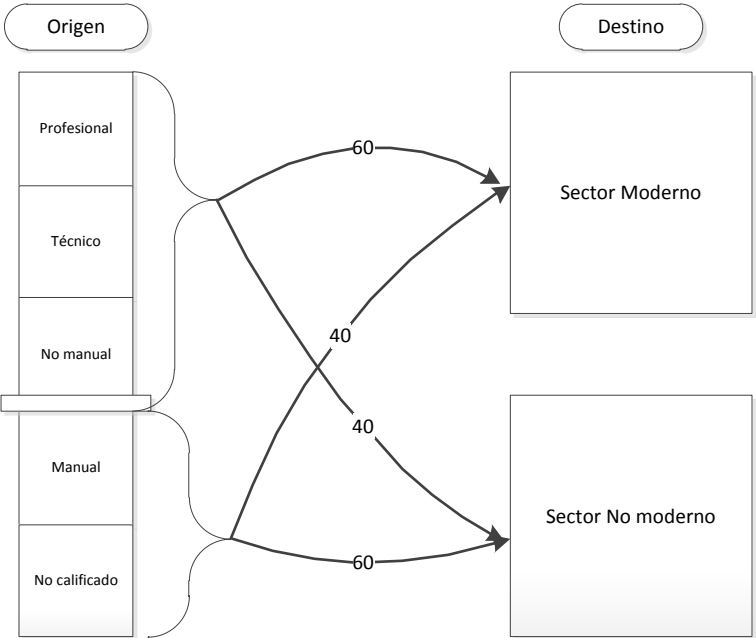 Origen
Destino
Profesional
Técnico
No manual
Manual
No calificado
60
40
40
60
Sector Moderno
Sector No moderno